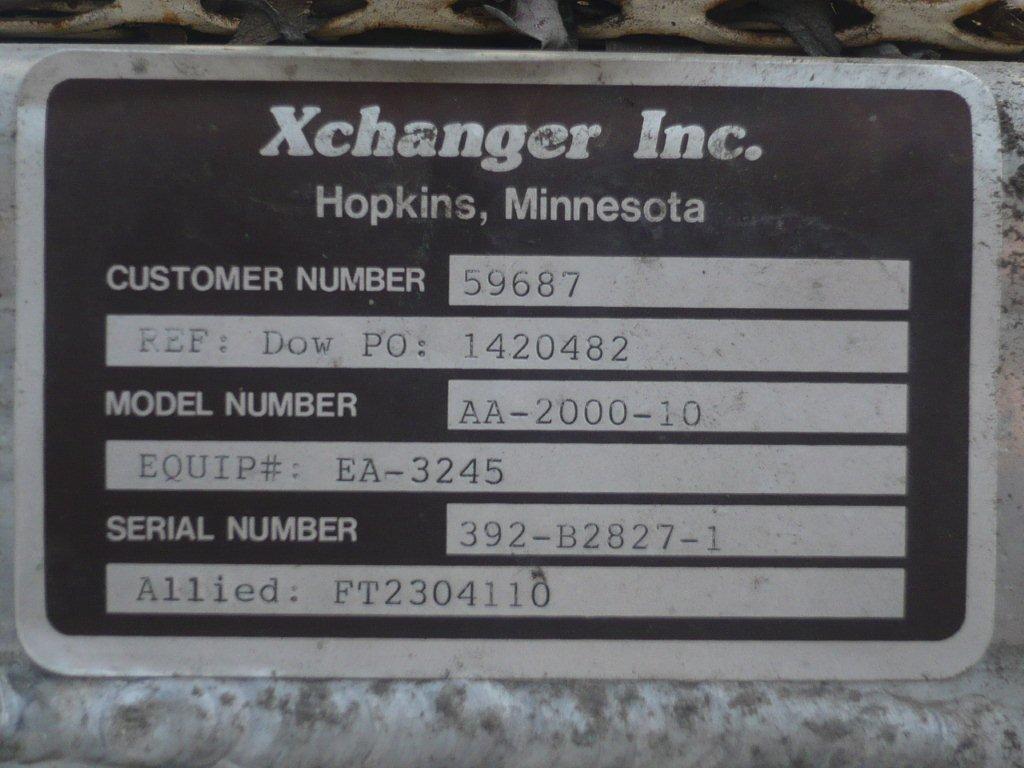 Xchanger Inc.
Hopkins, Minnesota
CUSTOMER NUMBER 59687
REF: Dow PO: 1420482
MODEL NUMBER AA-2000-10
EQUIP#: EA-3245
SERIAL NUMBER 392-B2827-1
Allied: FT2304110